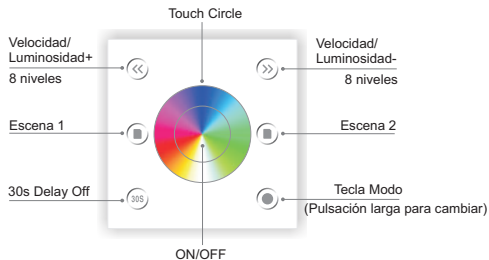 Touch Circle
Velocidad/
Luminosidad+
8 niveles
Velocidad/
Luminosidad-
8 niveles
Escena 1
Escena 2
30s Delay Off
30S
Tecla Modo
(Pulsación larga para cambiar)
ON/OFF